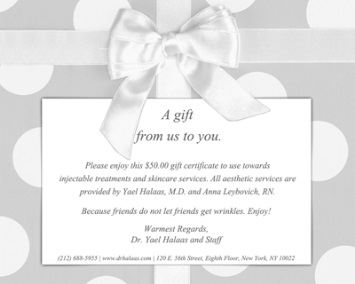 A gift
from us to you.
Please enjoy this $50.00 gift certificate to use towards
injectable treatments and skincare services. All aesthetic services are
provided by Yael Halaas, M.D. and Anna Leybovich, RN.
Because friends do not let friends get wrinkles. Enjoy!
Warmest Regards,
Dr. Yael Halaas and Staff
(212) 688-5955 | www.drhalaas.com | 120 E. 56th Street, Eighth Floor, New York, NY 10022